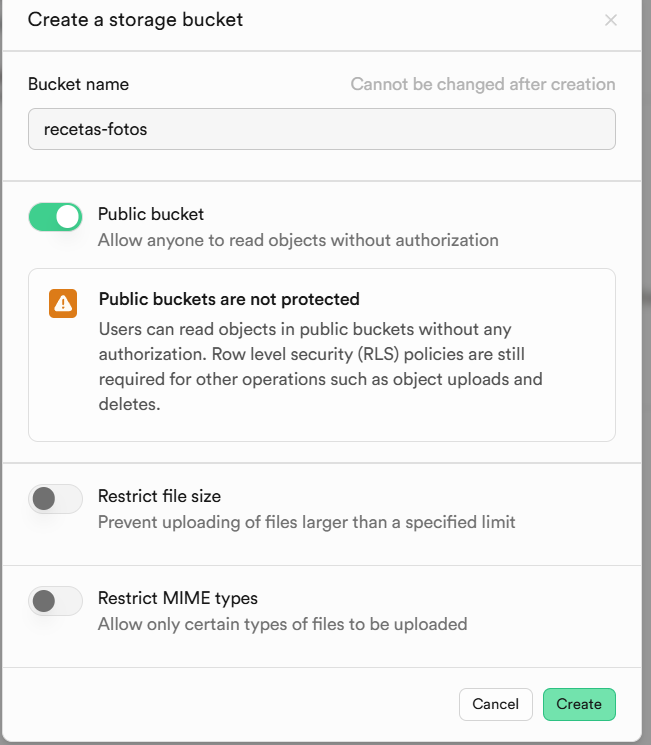 Create a storage bucket
Bucket name
Cannot be changed after creation
recetas-fotos
Public bucket
Allow anyone to read objects without authorization
Public buckets are not protected
Users can read objects in public buckets without any
authorization. Row level security (RLS) policies are still
required for other operations such as object uploads and
deletes.
Restrict file size
Prevent uploading of files larger than a specified limit
Restrict MIME types
Allow only certain types of files to be uploaded
Cancel
Create